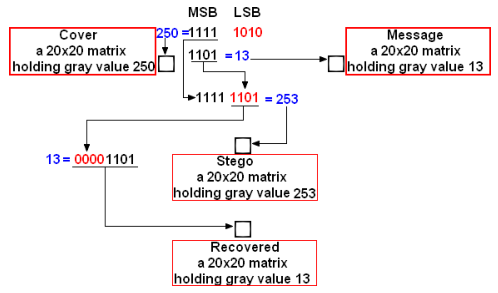 MSB LSB
Cover
a 20x20 matrix
holding gray value 250
250 = 1111 1010
1101 = 13
Message
a 20x20 matrix
holding gray value 13
1111 1101 = 253
13 = 00001101
Stego
a 20x20 matrix
holding gray value 253
Recovered
a 20x20 matrix
holding gray value 13